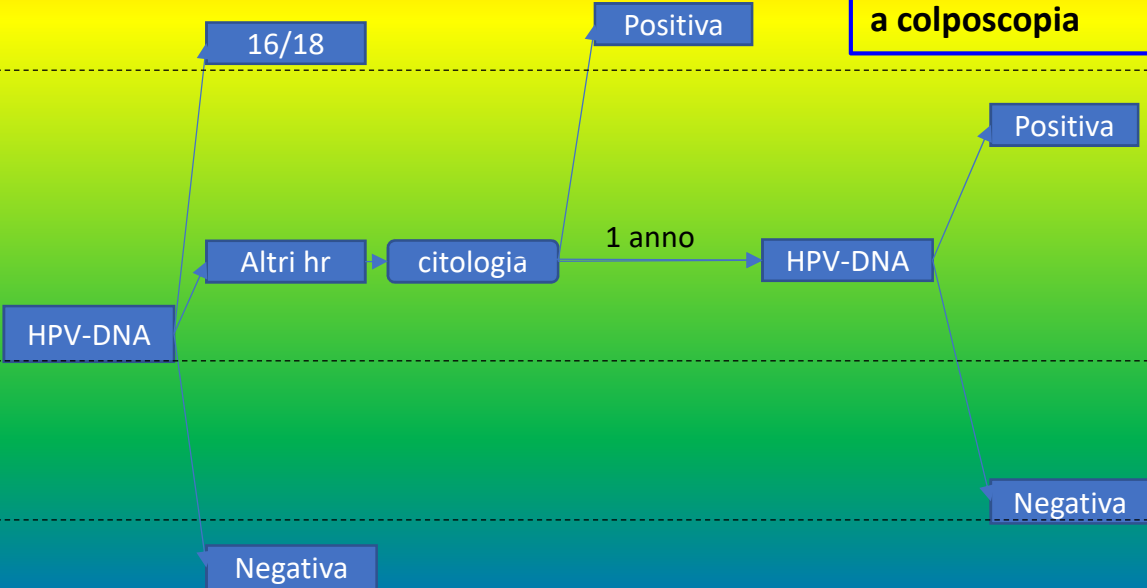 16/18
Positiva
a colposcopia
Positiva
Altri hr
citologia
1 anno
HPV-DNA
HPV-DNA
Negativa
Negativa